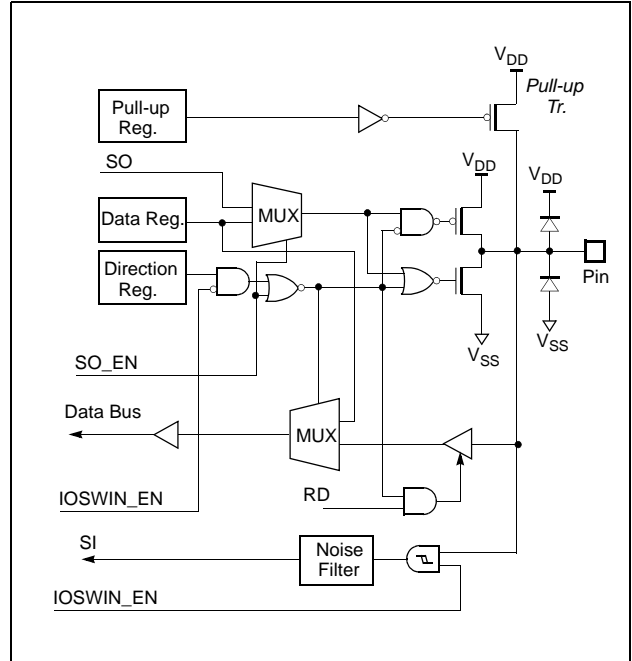 VDD
Pull-up
Tr.
Pull-up
Reg.
SO
VDD
VDD
Data Reg.
MUX
Direction
Reg.
Pin
SO_EN
VSS
VSS
Data Bus
MUX
IOSWIN_EN
RD
SI
Noise
Filter
IOSWIN_EN